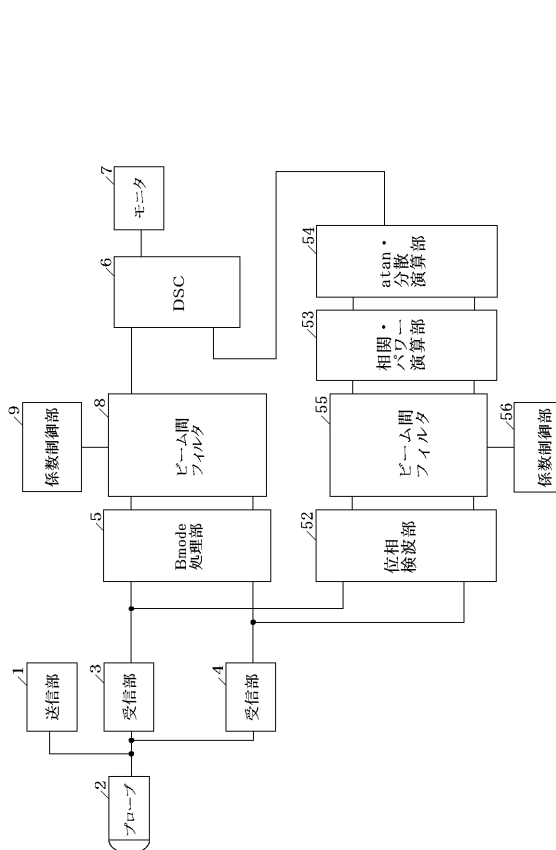 1
送信部
2
プローブ
3
受信部
4
受信部
5
Bmode
処理部
8
ビーム間
フィルタ
9
係数制御部
6
DSC
7
モニタ
52
位相
検波部
55
ビーム間
フィルタ
56
係数制御部
53
相関・
パワー
演算部
54
atan・
分散
演算部